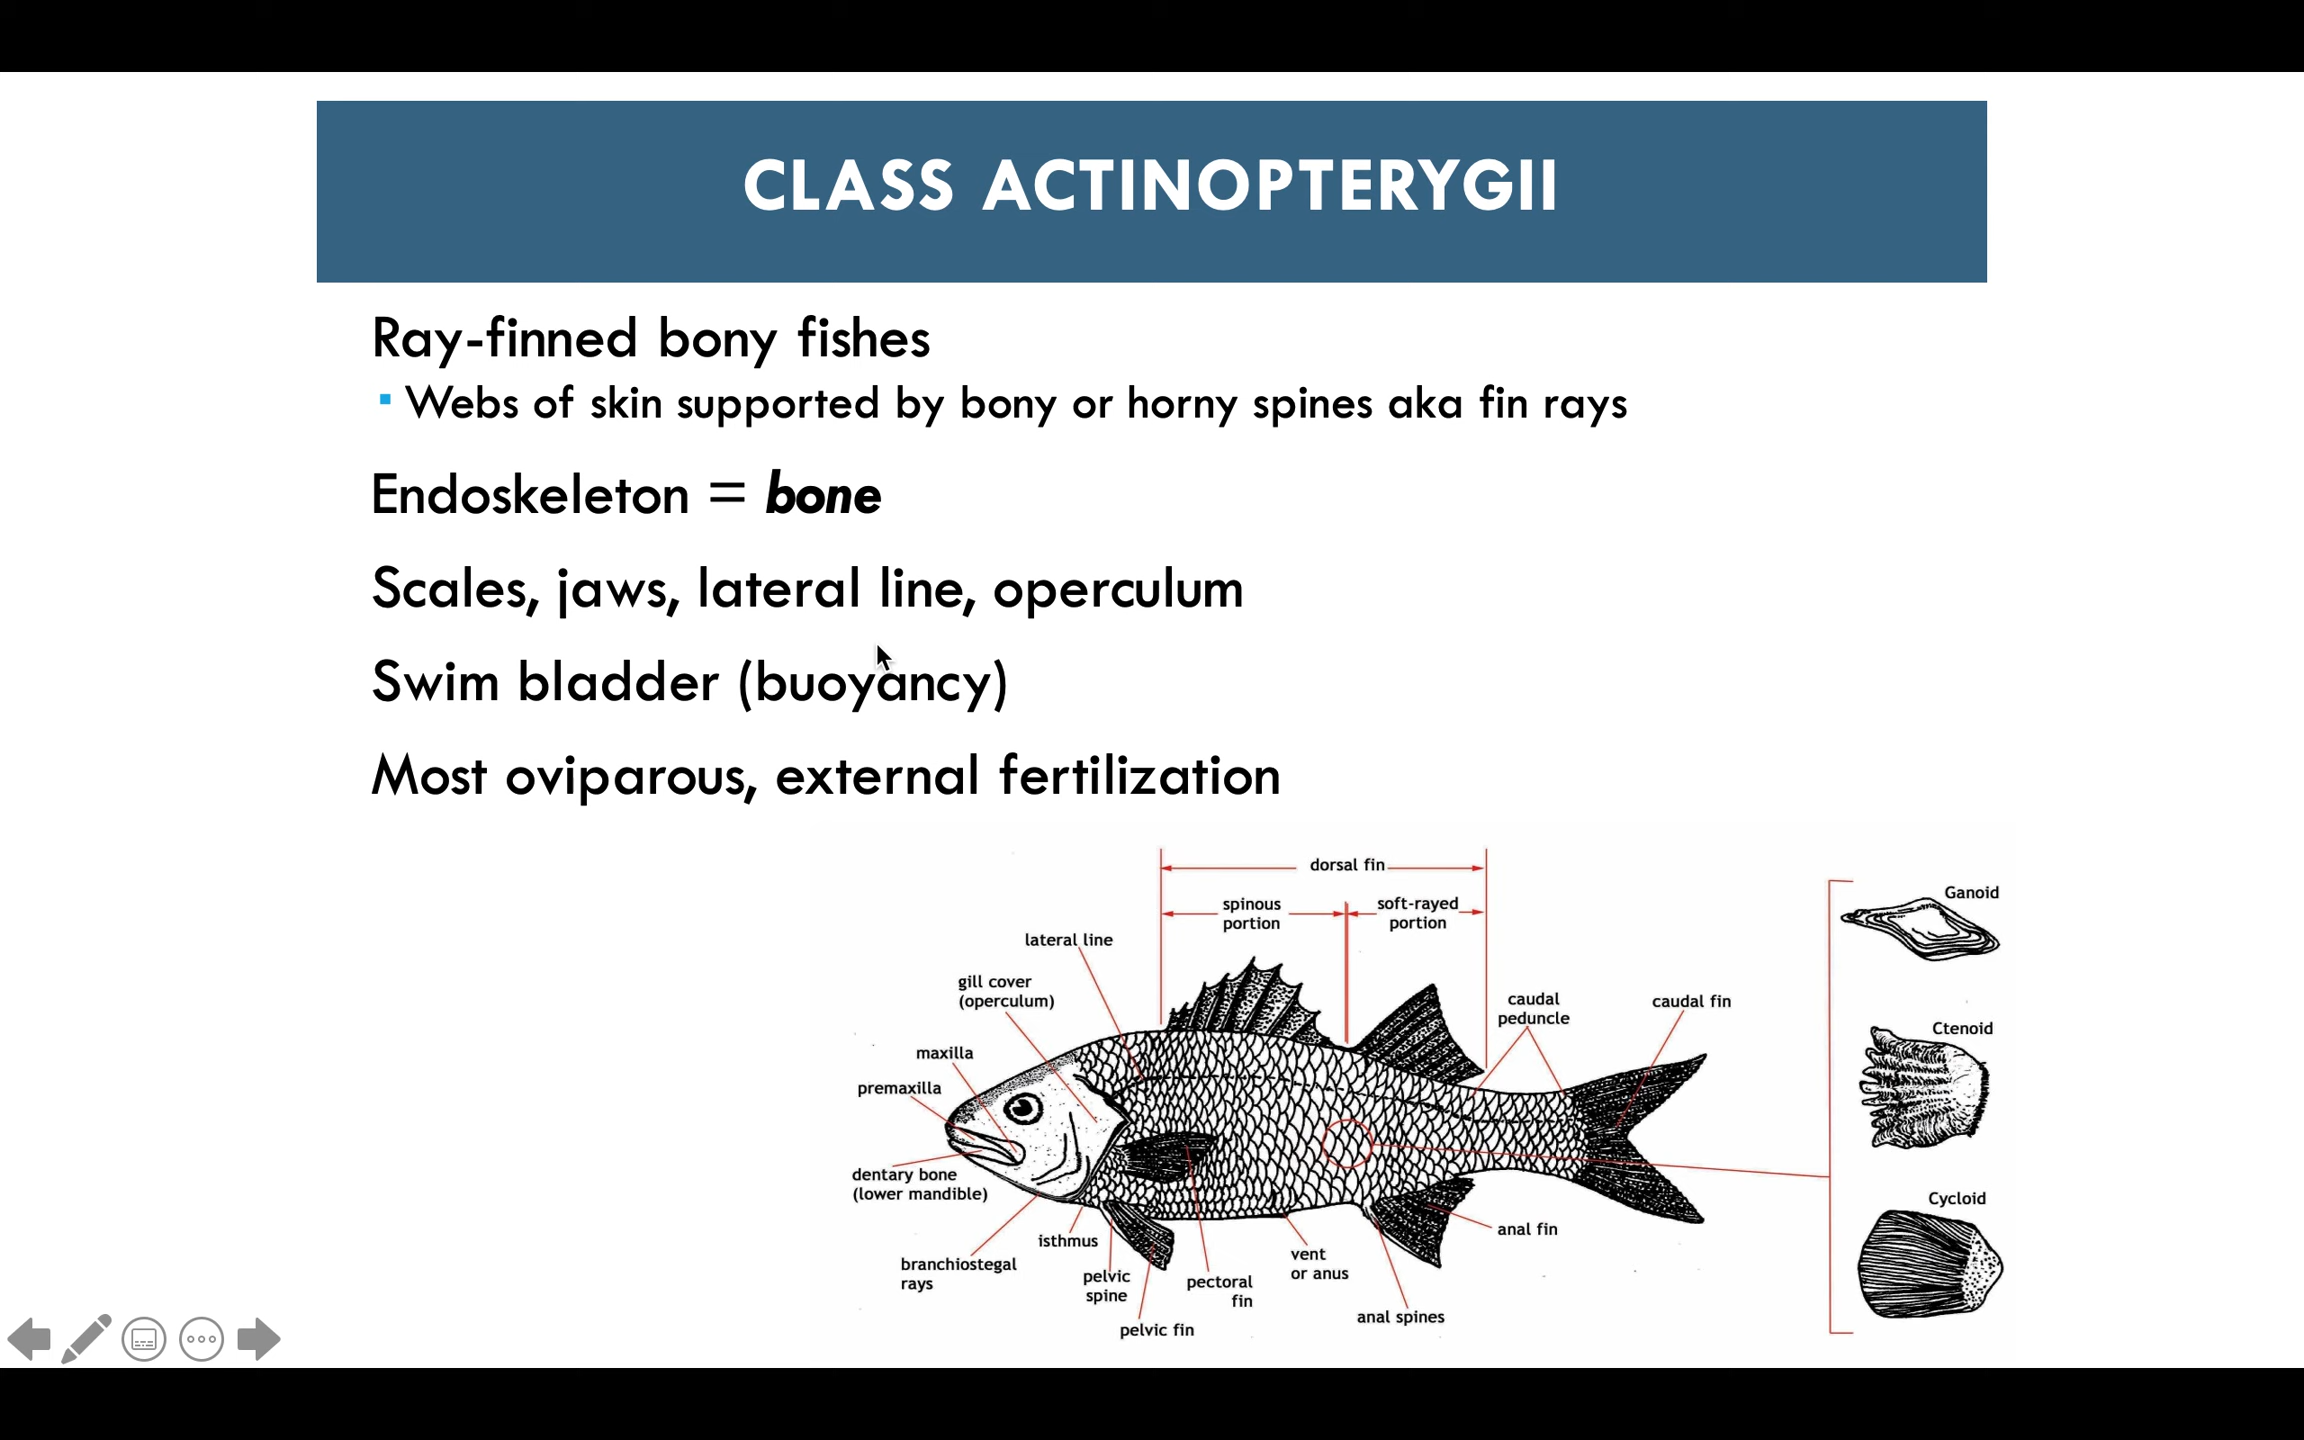 CLASS ACTINOPTERYGII
Ray-finned bony fishes
▪ Webs of skin supported by bony or horny spines aka fin rays
Endoskeleton = bone
Scales, jaws, lateral line, operculum
Swim bladder (buoyancy)
Most oviparous, external fertilization
dorsal fin
spinous
portion
soft-rayed
portion
lateral line
gill cover
(operculum)
maxilla
premaxilla
dentary bone
(lower mandible)
branchiostegal
rays
isthmus
pelvic
spine
pelvic fin
pectoral
fin
vent
or anus
anal spines
anal fin
caudal
peduncle
caudal fin
Ganoid
Ctenoid
Cycloid